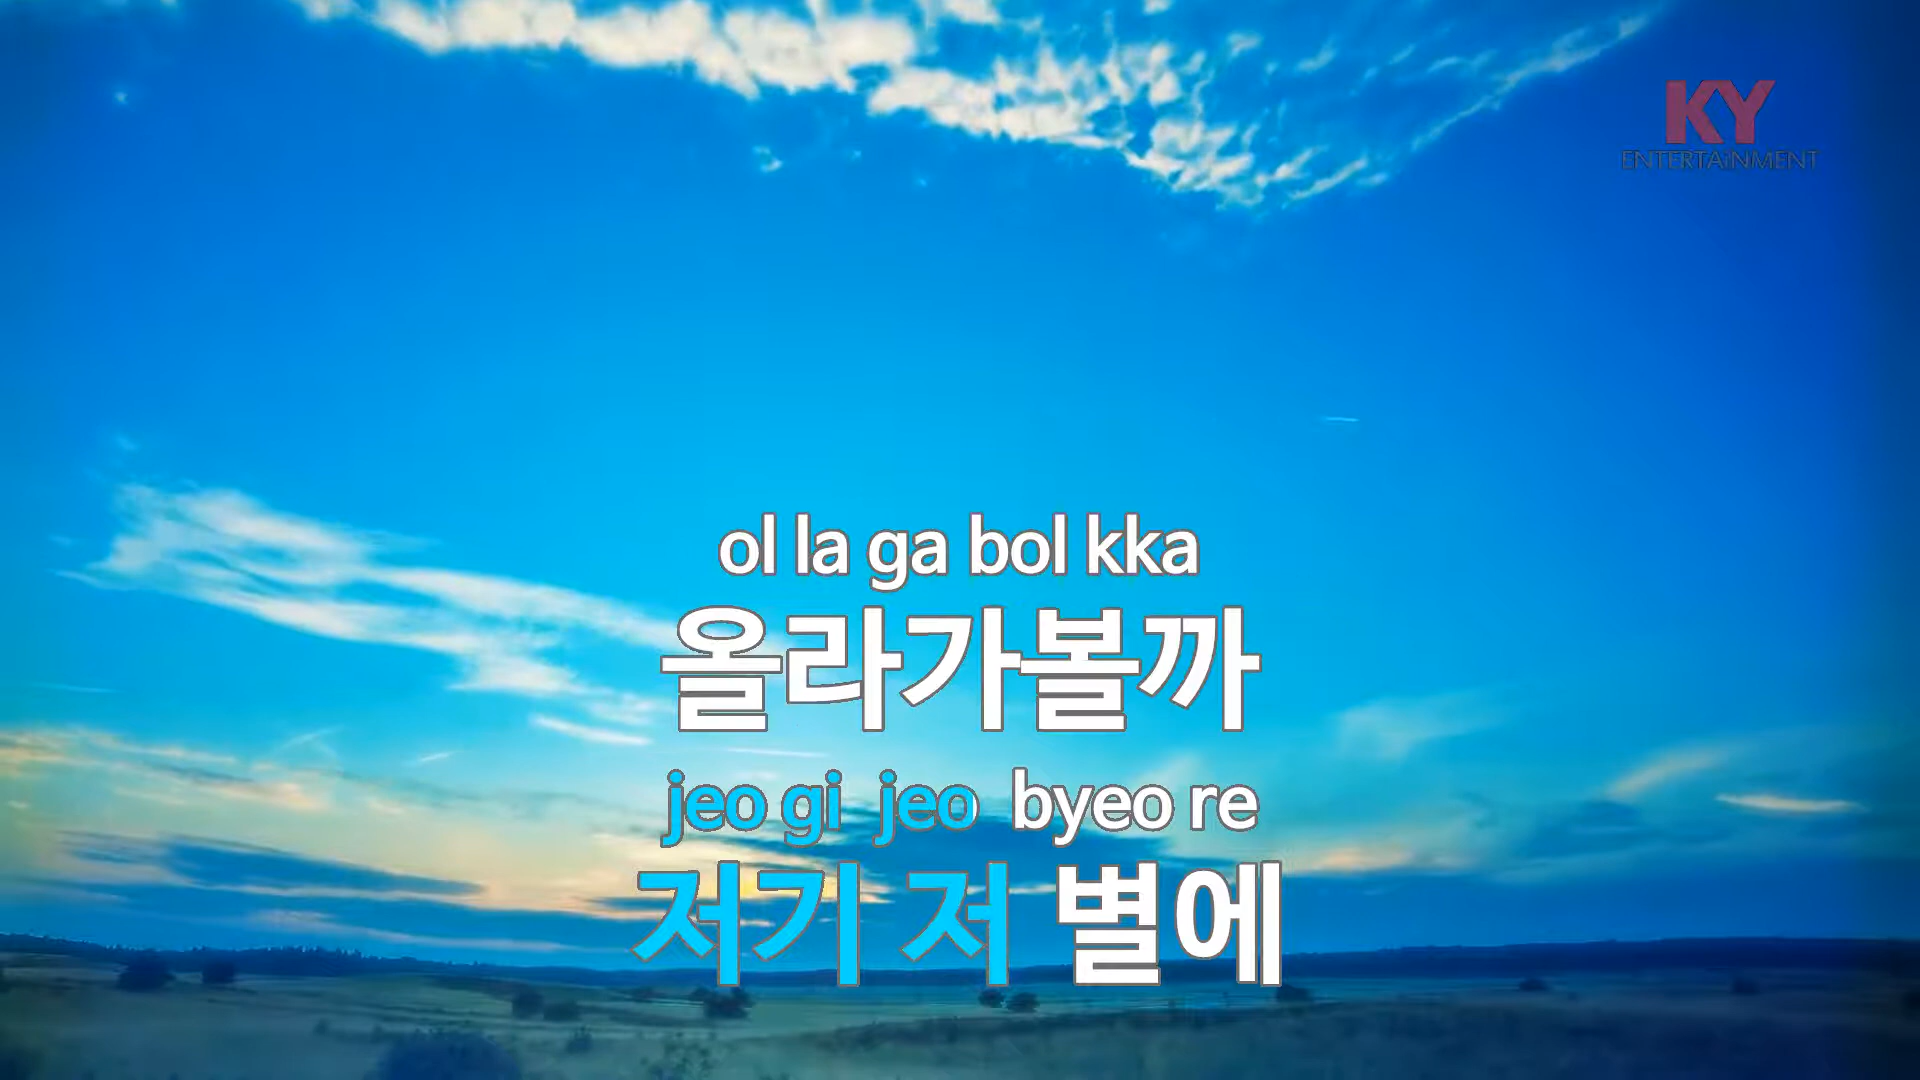 KY
ENTERTAiNMENT
ol la ga bol kka
올라가볼까
jeo gi jeo byeo re
저기 저 별에